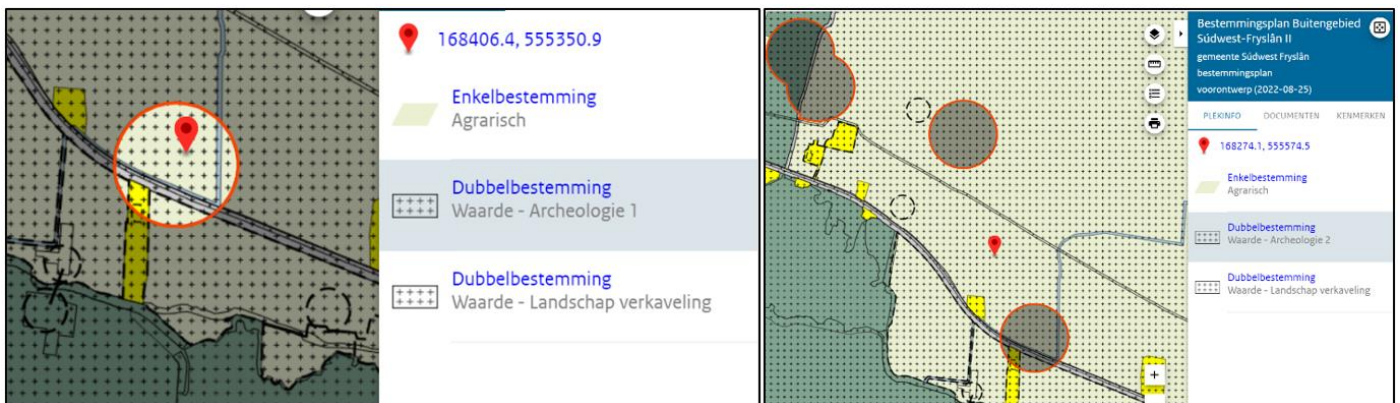 168406.4, 555350.9
Enkelbestemming
Agrarisch
Dubbelbestemming
Waarde - Archeologie 1
Dubbelbestemming
Waarde - Landschap verkaveling
Bestemmingsplan Buitengebied
Súdwest-Fryslân II
gemeente Súdwest Fryslân
bestemmingsplan
voorontwerp (2022-08-25)
PLEKINFO DOCUMENTEN KENMERKEN
168274.1, 555574.5
Enkelbestemming
Agrarisch
Dubbelbestemming
Waarde - Archeologie 2
Dubbelbestemming
Waarde - Landschap verkaveling